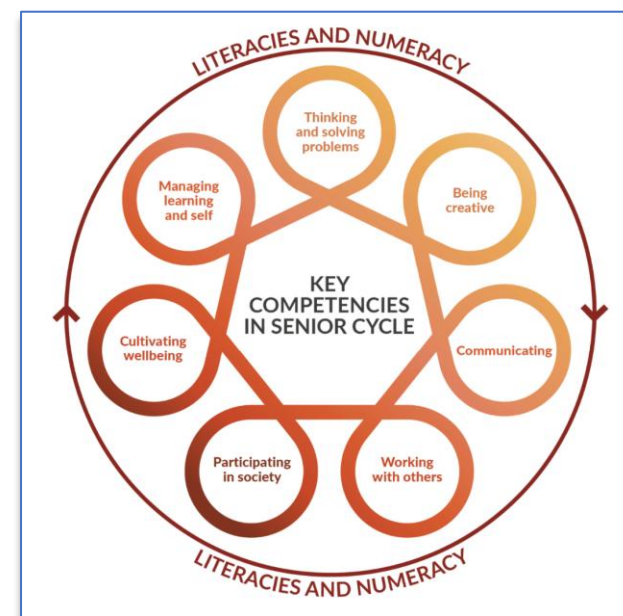 LITERACIES AND NUMERACY
Thinking
and solving
problems
Managing
learning
and self
Being
creative
KEY
COMPETENCIES
IN SENIOR CYCLE
Cultivating
wellbeing
Communicating
Participating
in society
Working
with others
LITERACIES AND NUMERACY